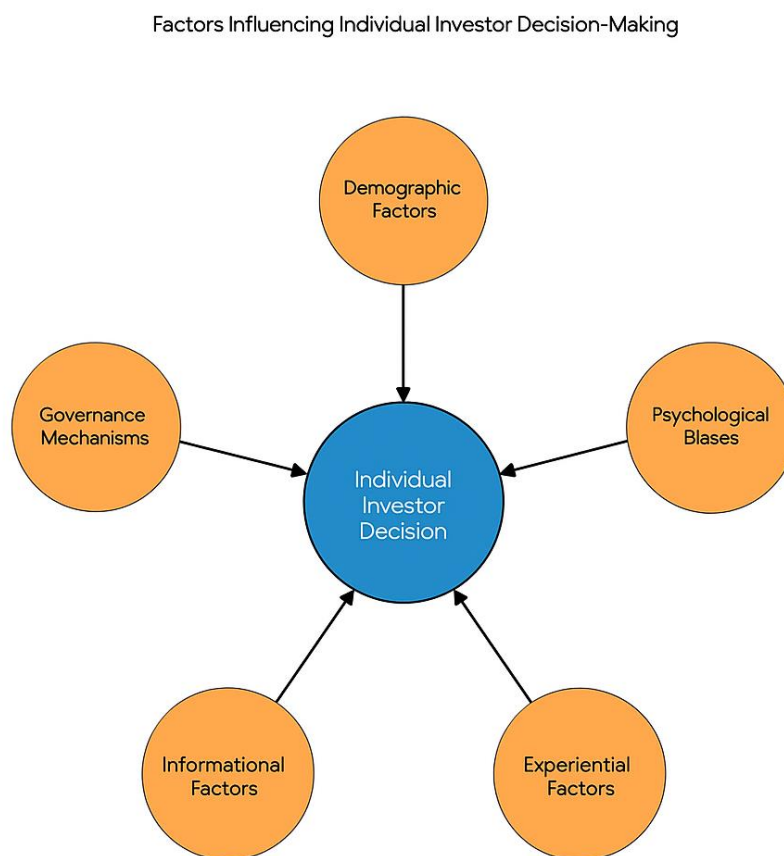 Factors Influencing Individual Investor Decision-Making
Demographic
Factors
Governance
Mechanisms
Psychological
Blases
Individual
Investor
Decision
Informational
Factors
Experiential
Factors